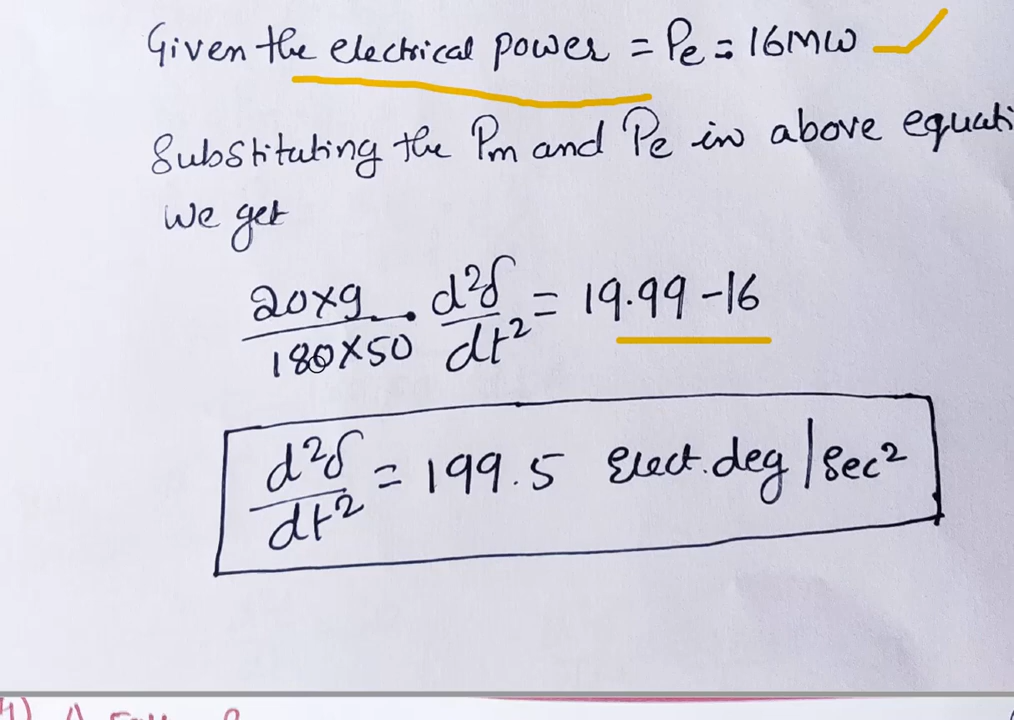 Given the electrical power = Pe = 16MW
Substituting the Pm and Pe in above equati
we get
20×9/180×50 · d²δ/dt² = 19.99 - 16
d²δ/dt² = 199.5 Elect.deg/sec²